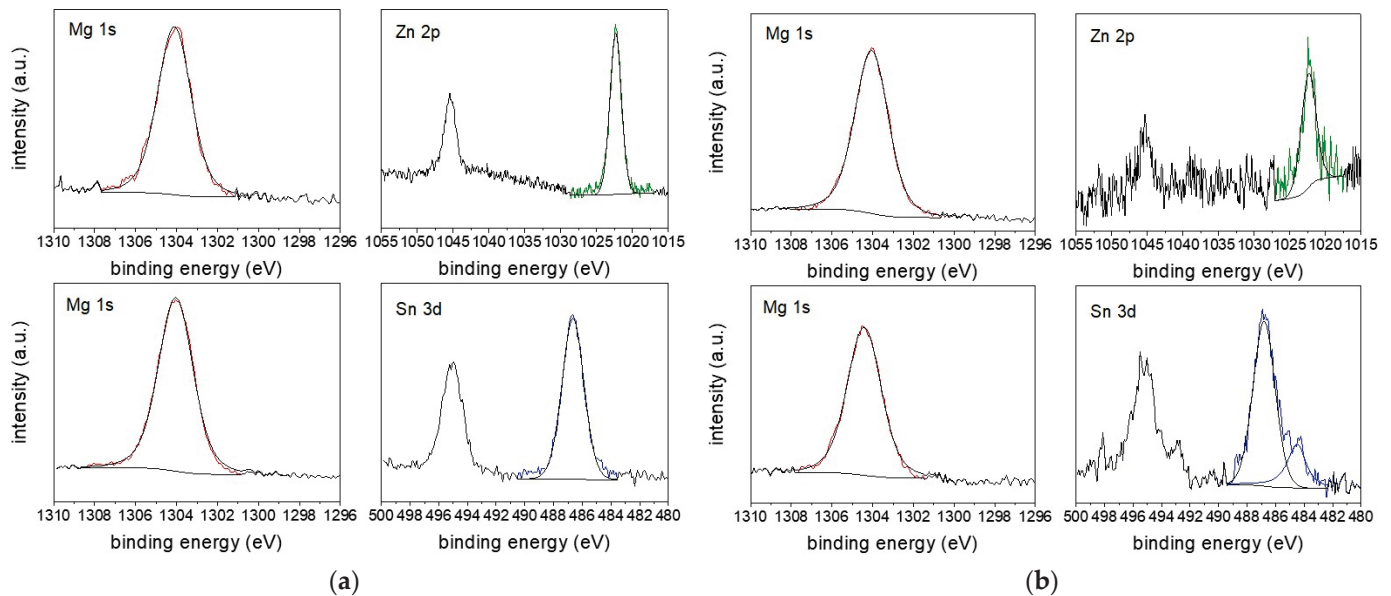 Mg 1s
intensity (a.u.)
1310 1308 1306 1304 1302 1300 1298 1296
binding energy (eV)
Zn 2p
1055 1050 1045 1040 1035 1030 1025 1020 1015
binding energy (eV)
Mg 1s
intensity (a.u.)
1310 1308 1306 1304 1302 1300 1298 1296
binding energy (eV)
Sn 3d
500 498 496 494 492 490 488 486 484 482 480
binding energy (eV)
(a)
Mg 1s
intensity (a.u.)
1310 1308 1306 1304 1302 1300 1298 1296
binding energy (eV)
Zn 2p
1055 1050 1045 1040 1035 1030 1025 1020 1015
binding energy (eV)
Mg 1s
intensity (a.u.)
1310 1308 1306 1304 1302 1300 1298 1296
binding energy (eV)
Sn 3d
500 498 496 494 492 490 488 486 484 482 480
binding energy (eV)
(b)